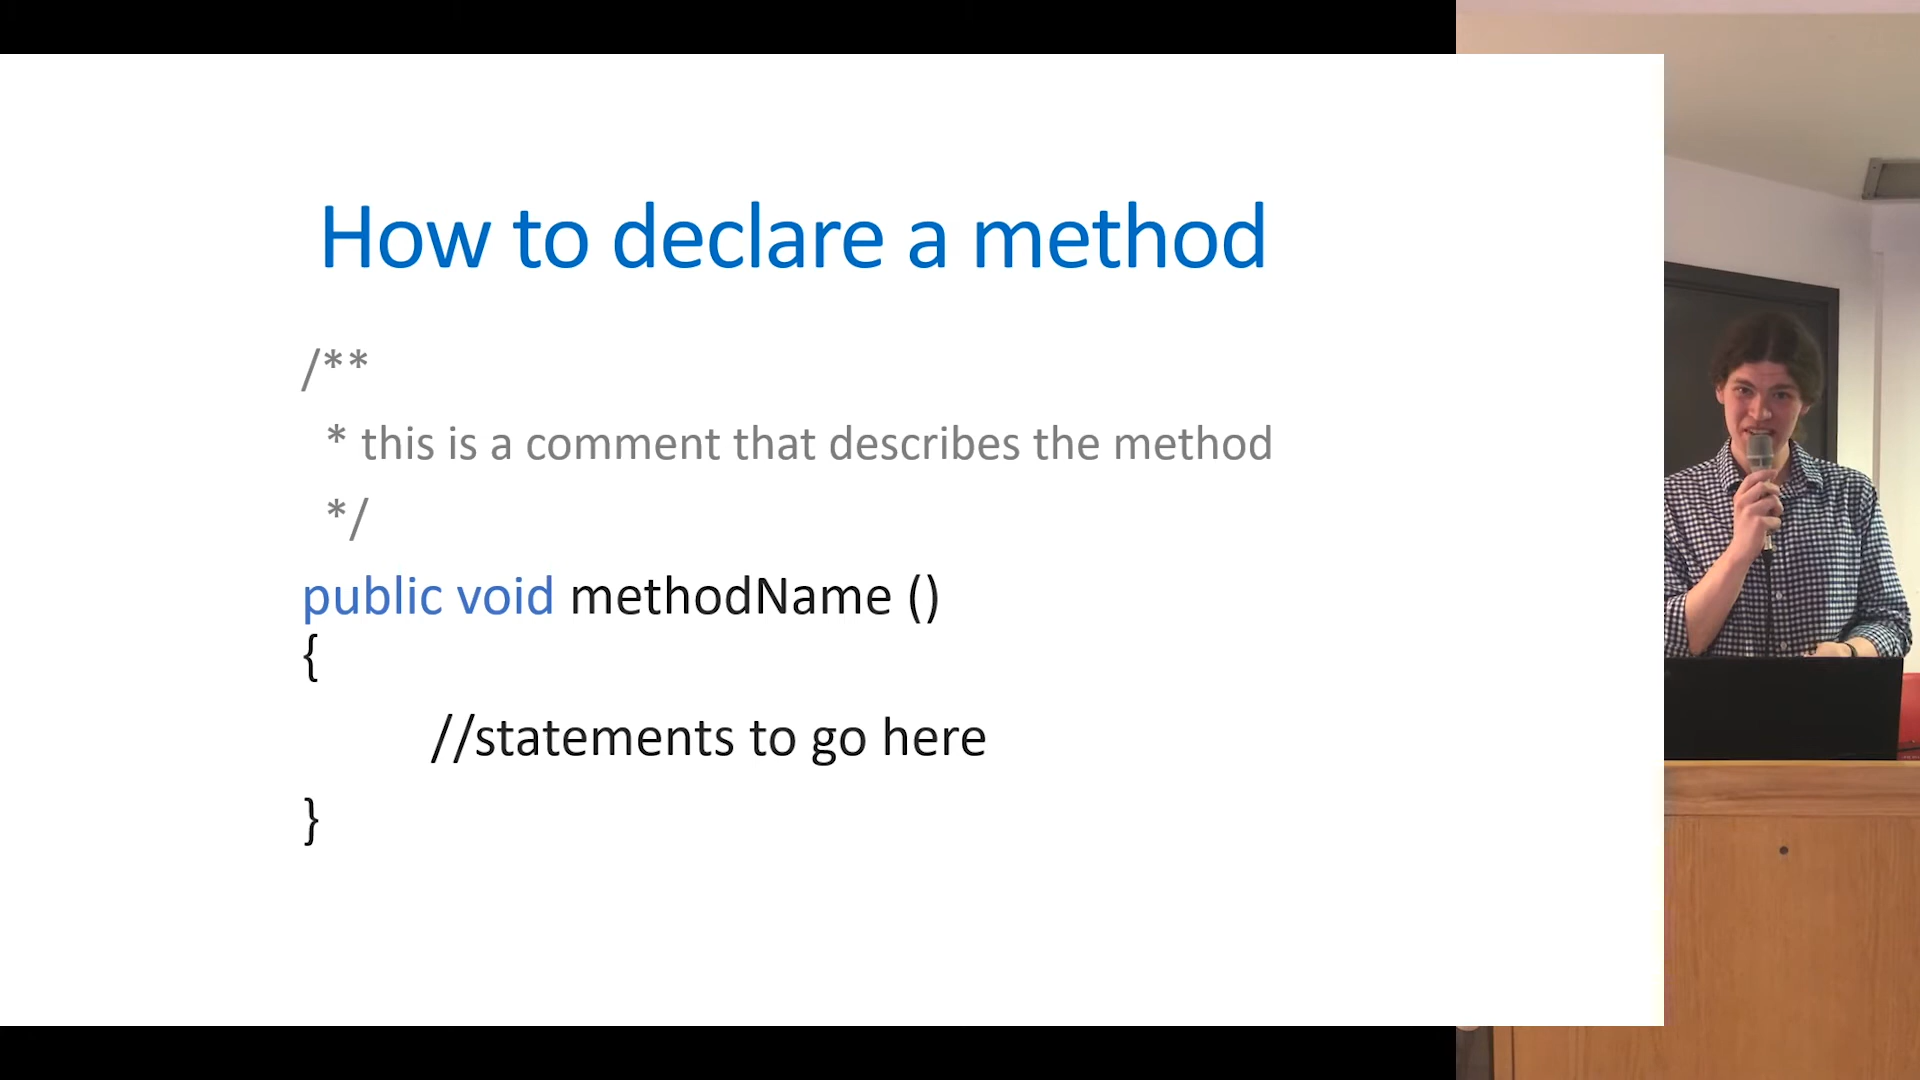 How to declare a method
/**
* this is a comment that describes the method
*/
public void methodName ()
{
//statements to go here
}